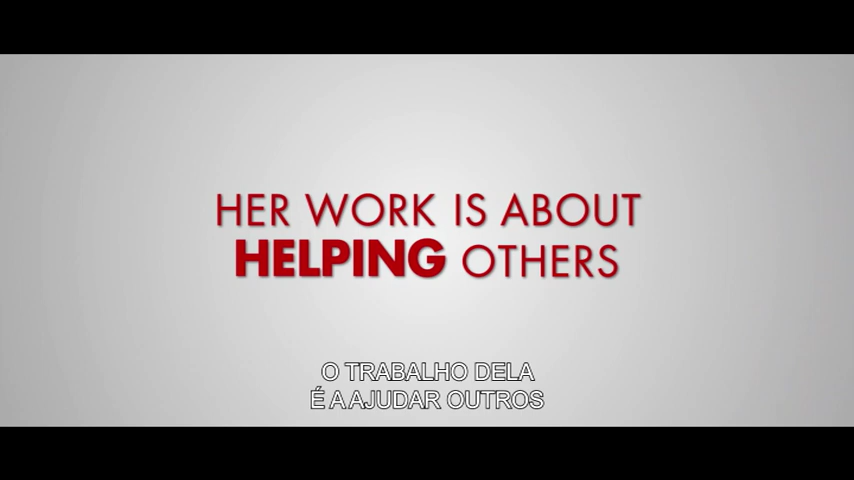 HER WORK IS ABOUT
HELPING OTHERS
O TRABALHO DELA
É A AJUDAR OUTROS